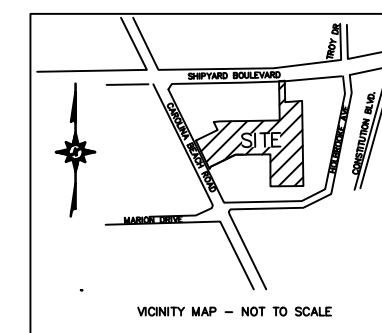 TROY DR.
SHIPYARD BOULEVARD
CAROLINA BEACH ROAD
SITE
HOLBROOKE AVE
CONSTITUTION BLVD.
MARION DRIVE
VICINITY MAP - NOT TO SCALE